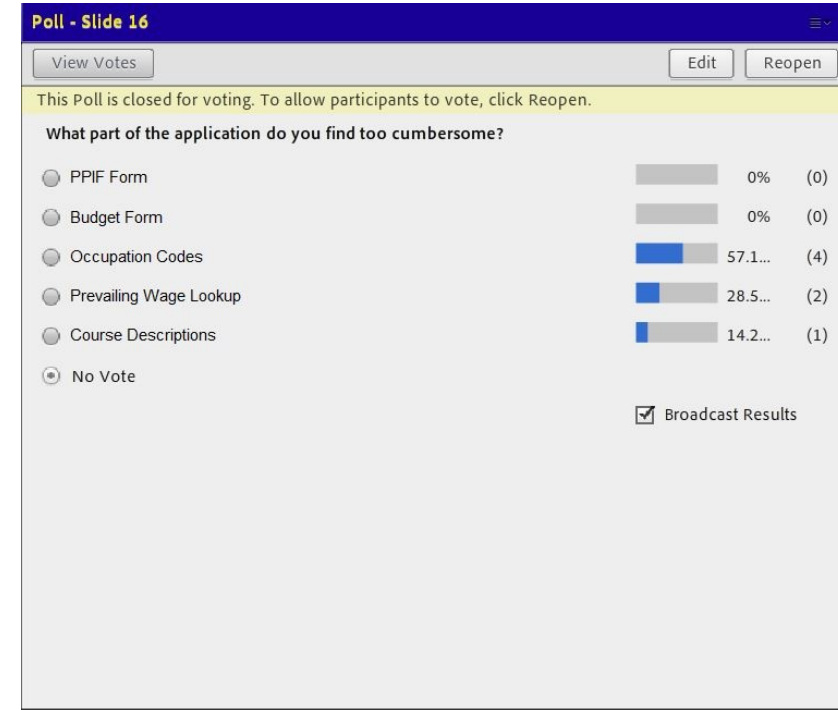 Poll - Slide 16
View Votes Edit Reopen
This Poll is closed for voting. To allow participants to vote, click Reopen.
What part of the application do you find too cumbersome?
PPIF Form 0% (0)
Budget Form 0% (0)
Occupation Codes 57.1... (4)
Prevailing Wage Lookup 28.5... (2)
Course Descriptions 14.2... (1)
No Vote
Broadcast Results